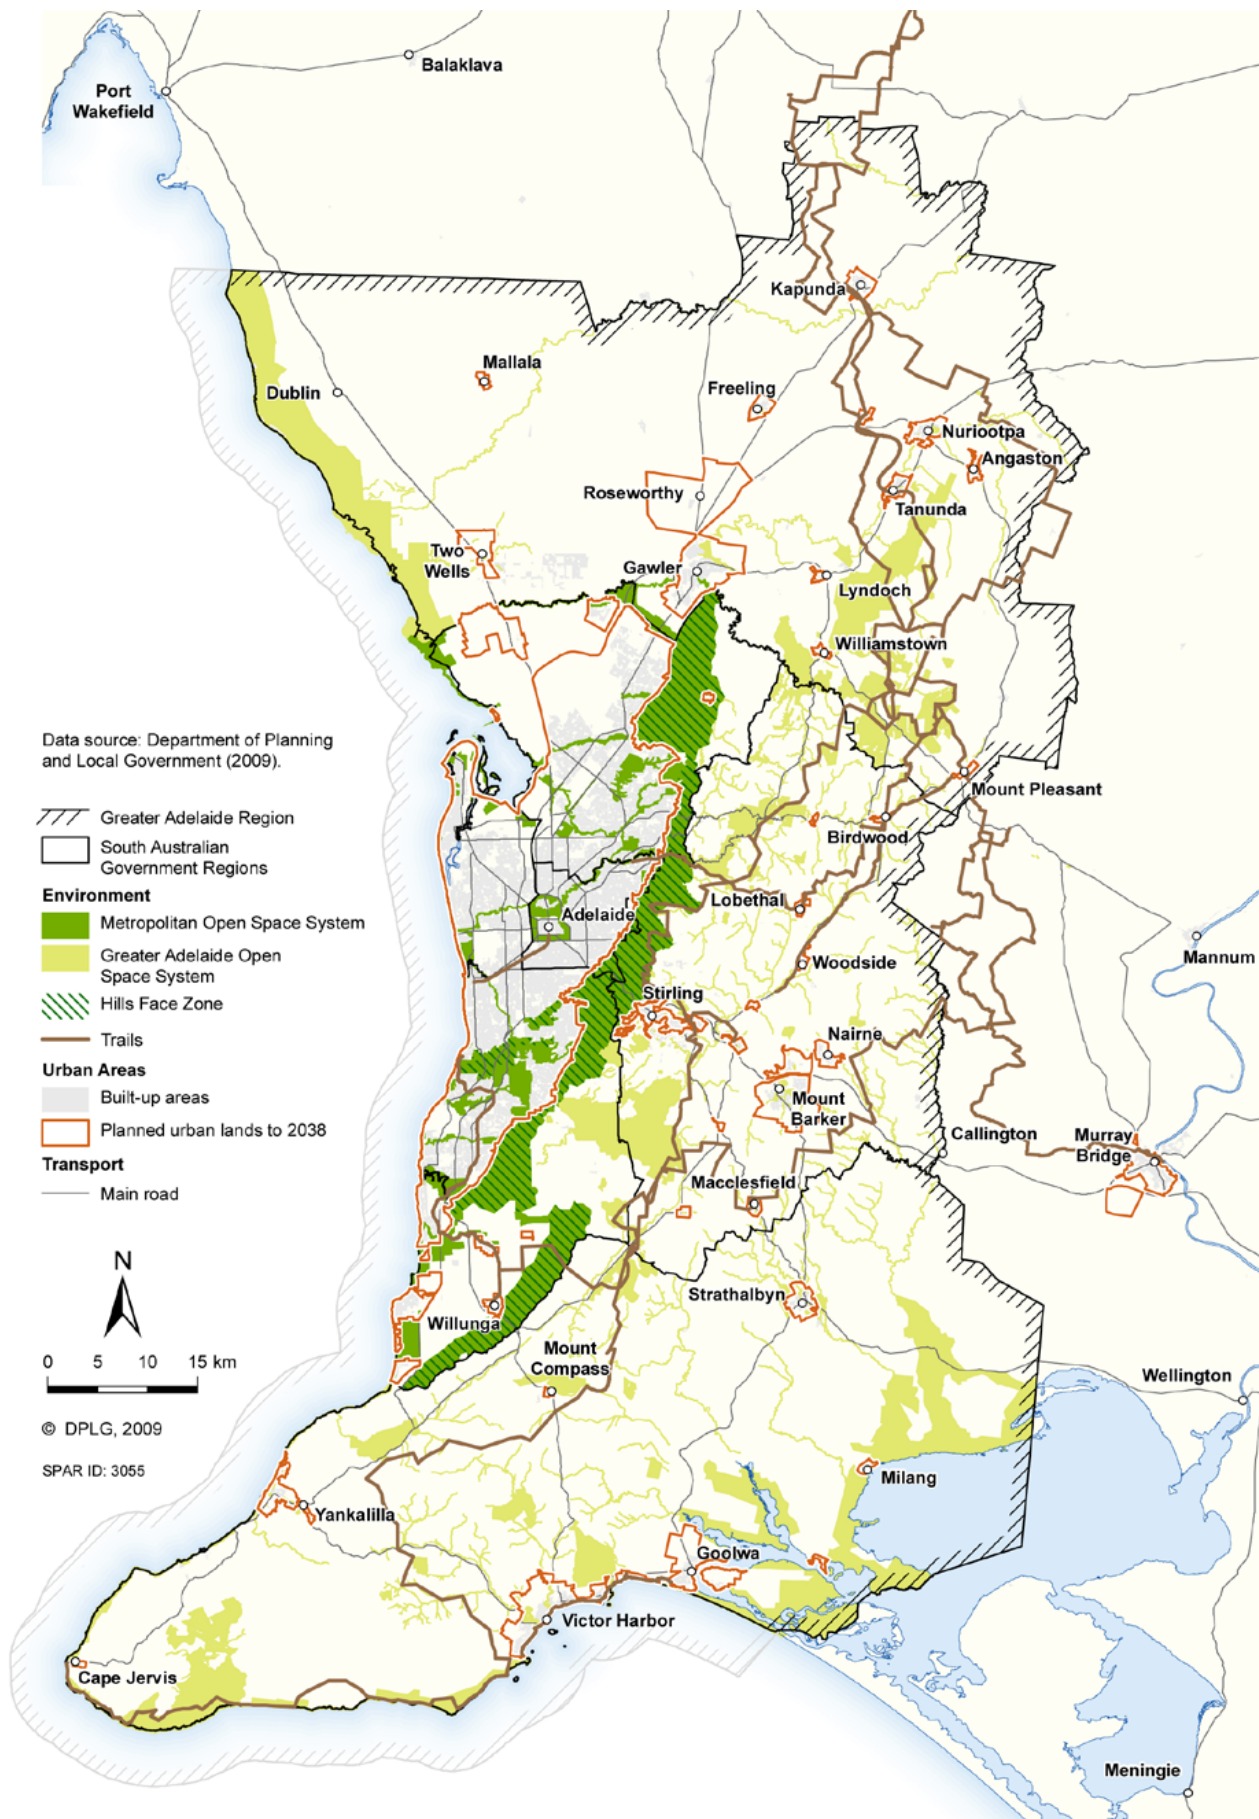 Balaklava
Port
Wakefield
Kapunda
Mallala
Dublin
Freeling
Nuriootpa
Angaston
Roseworthy
Tanunda
Two
Wells
Gawler
Lyndoch
Williamstown
Data source: Department of Planning
and Local Government (2009).
Mount Pleasant
Greater Adelaide Region
South Australian
Government Regions
Birdwood
Environment
Metropolitan Open Space System
Greater Adelaide Open
Space System
Hills Face Zone
Trails
Urban Areas
Built-up areas
Planned urban lands to 2038
Transport
Main road
Lobethal
Adelaide
Mannum
Woodside
Stirling
Nairne
Mount
Barker
Callington
Murray
Bridge
Macclesfield
N
0 5 10 15 km
Strathalbyn
Willunga
Mount
Compass
Wellington
© DPLG, 2009
SPAR ID: 3055
Milang
Yankalilla
Goolwa
Victor Harbor
Cape Jervis
Meningie